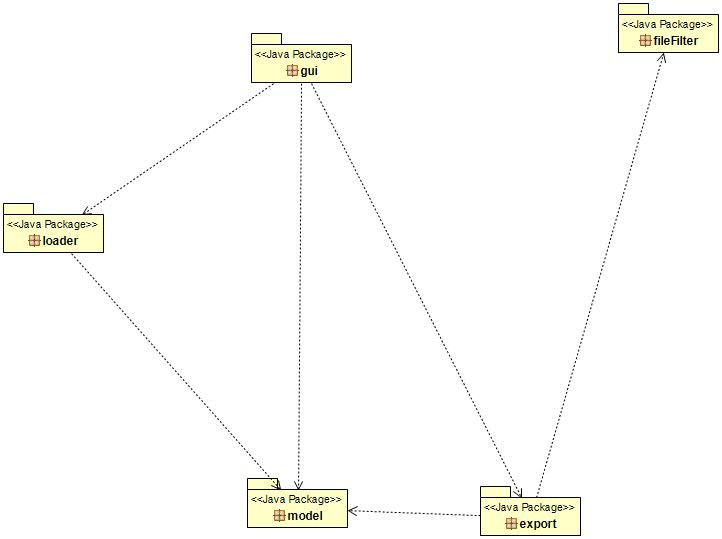 <<Java Package>>
fileFilter
<<Java Package>>
gui
<<Java Package>>
loader
<<Java Package>>
model
<<Java Package>>
export